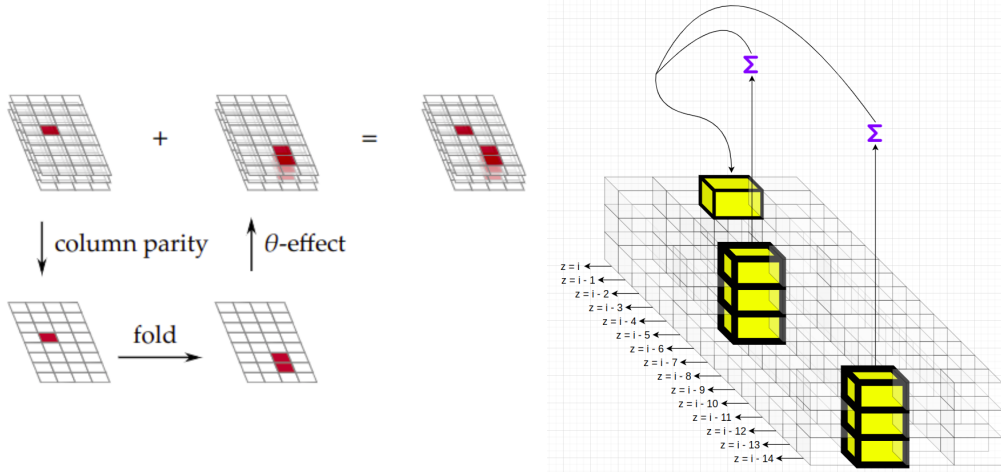 +
=
column parity
θ-effect
fold
Σ
Σ
z = i
z = i - 1
z = i - 2
z = i - 3
z = i - 4
z = i - 5
z = i - 6
z = i - 7
z = i - 8
z = i - 9
z = i - 10
z = i - 11
z = i - 12
z = i - 13
z = i - 14